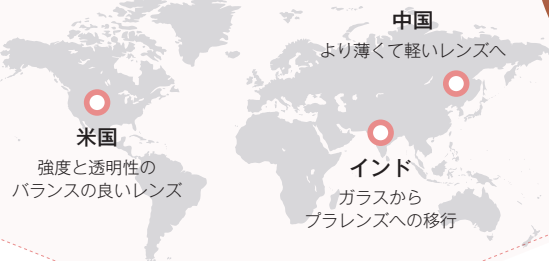 中国
より薄くて軽いレンズへ
米国
強度と透明性の
バランスの良いレンズ
インド
ガラスから
プラレンズへの移行